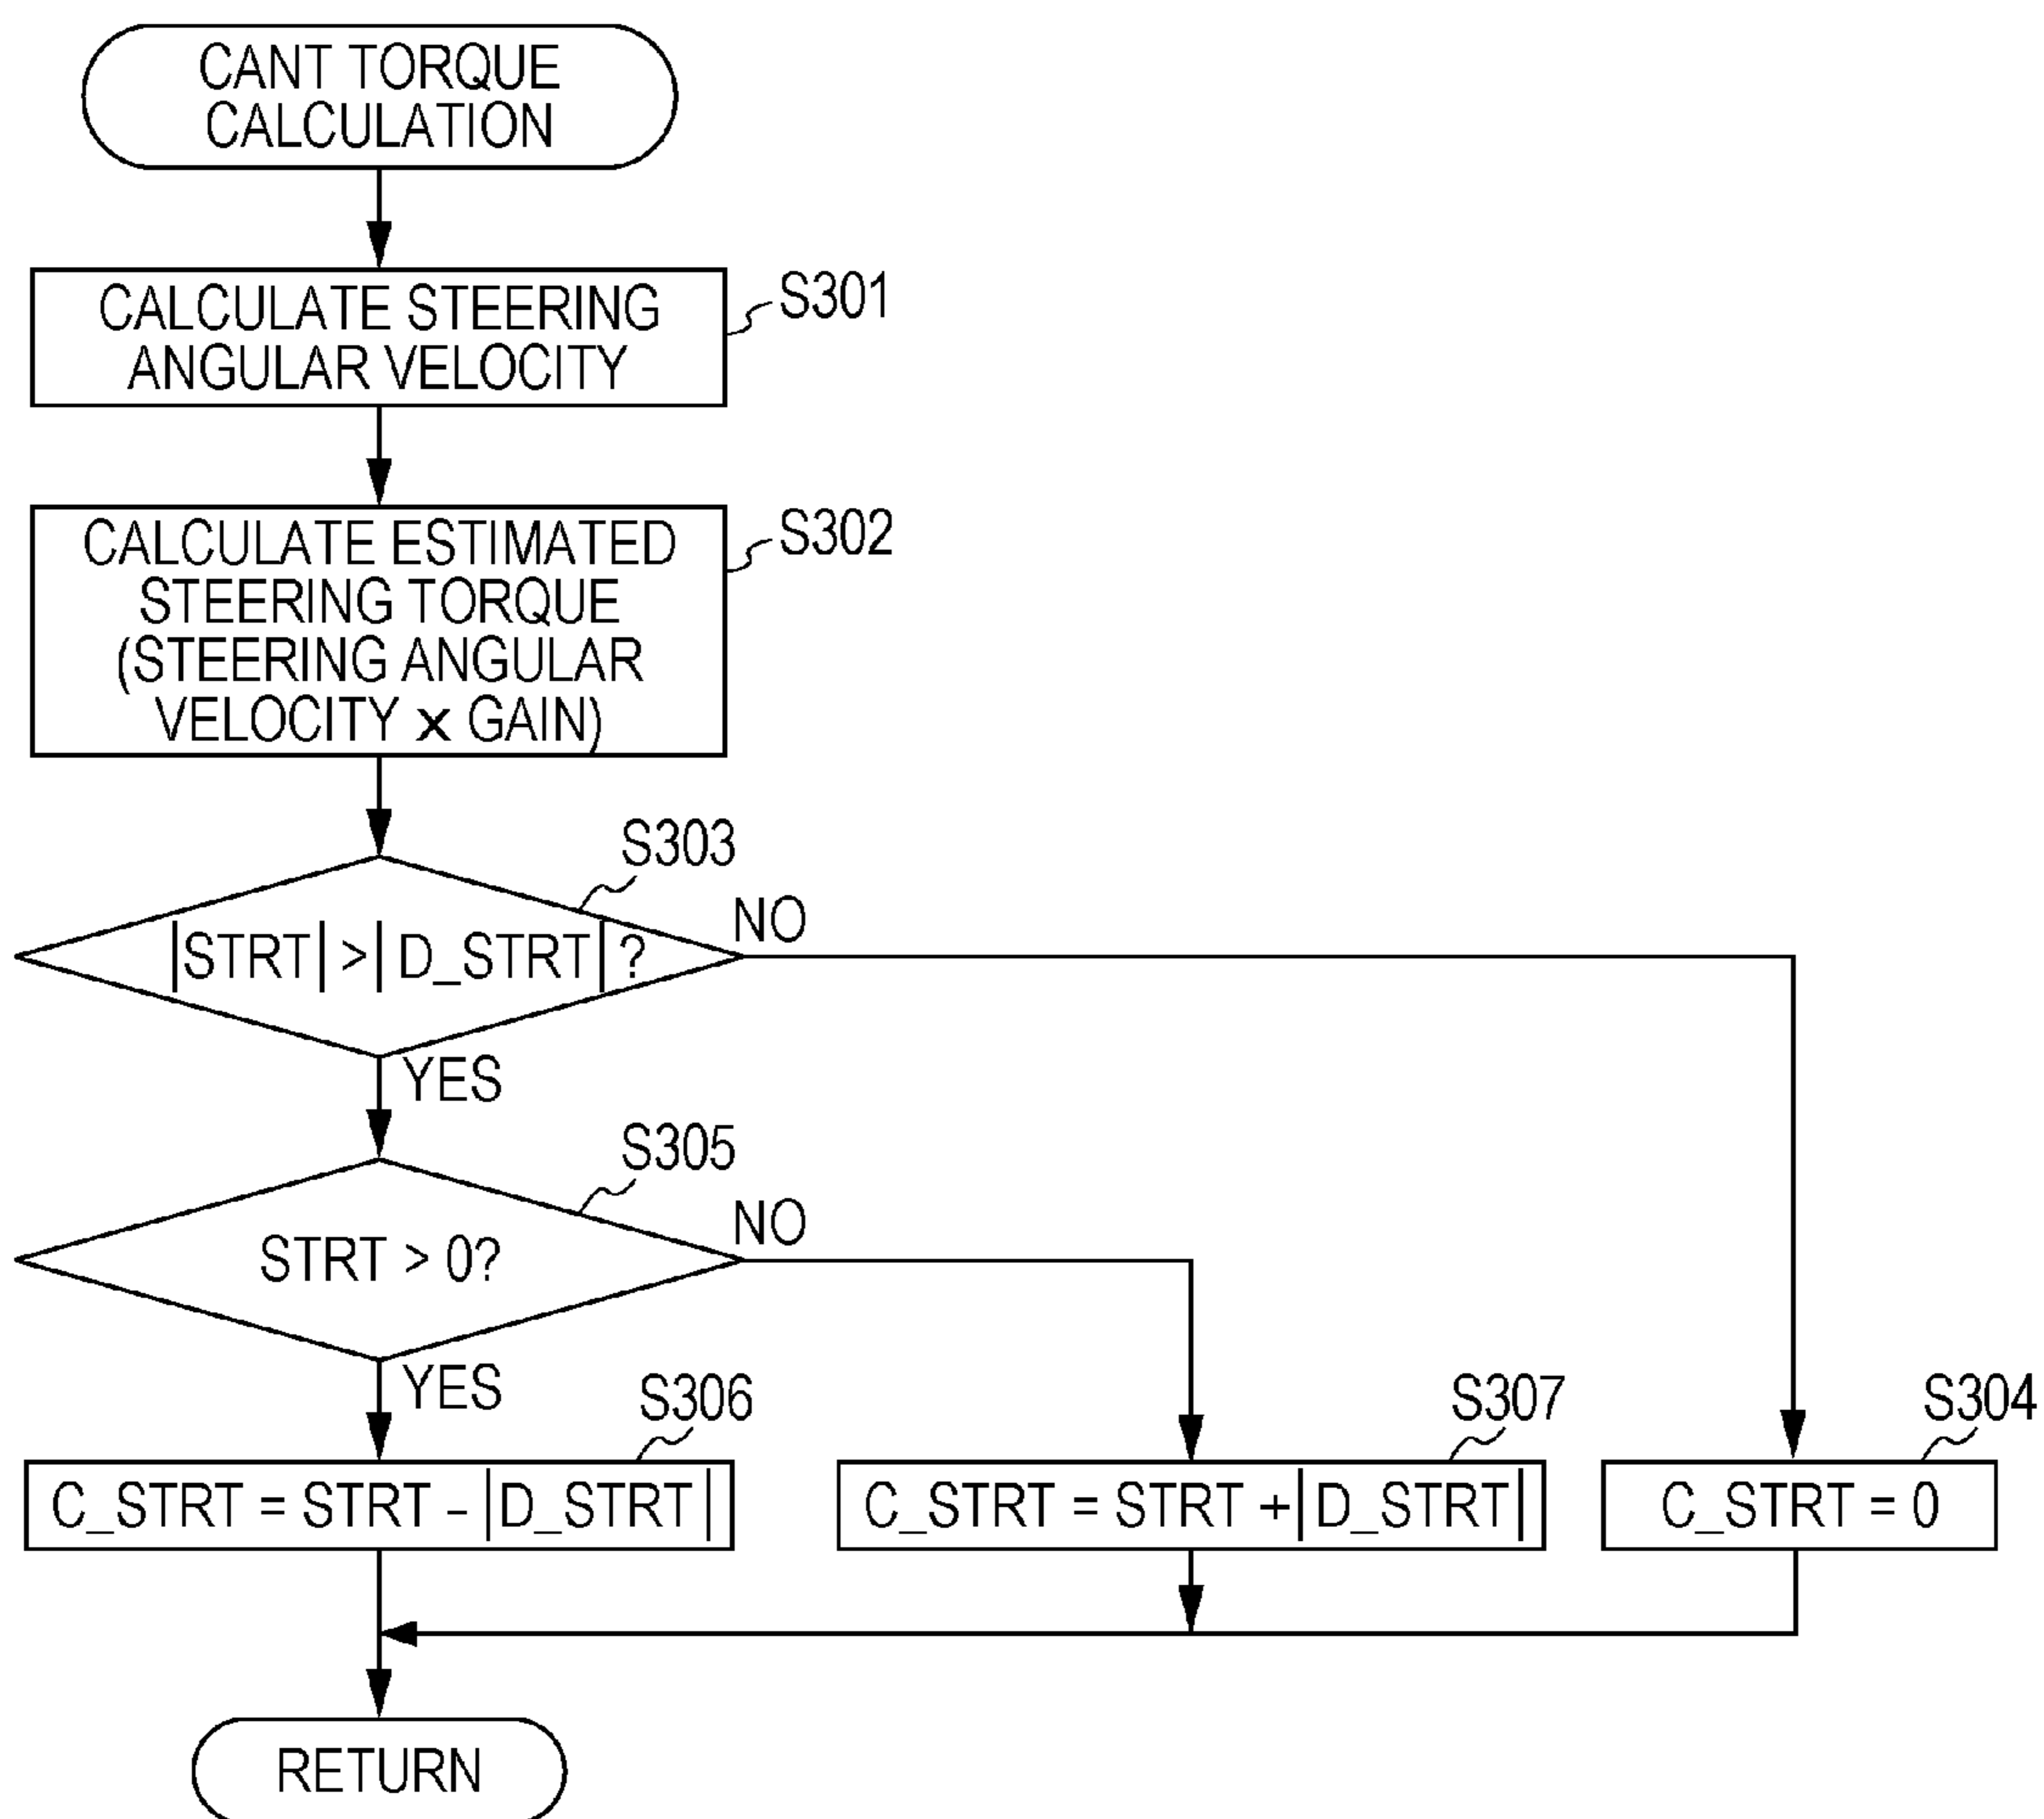 CANT TORQUE
CALCULATION
CALCULATE STEERING
ANGULAR VELOCITY
S301
CALCULATE ESTIMATED
STEERING TORQUE
(STEERING ANGULAR
VELOCITY x GAIN)
S302
S303
|STRT| > | D_STRT| ?
NO
YES
S305
STRT > 0?
NO
YES
S306
C_STRT = STRT - |D_STRT |
S307
C_STRT = STRT + |D_STRT|
S304
C_STRT = 0
RETURN